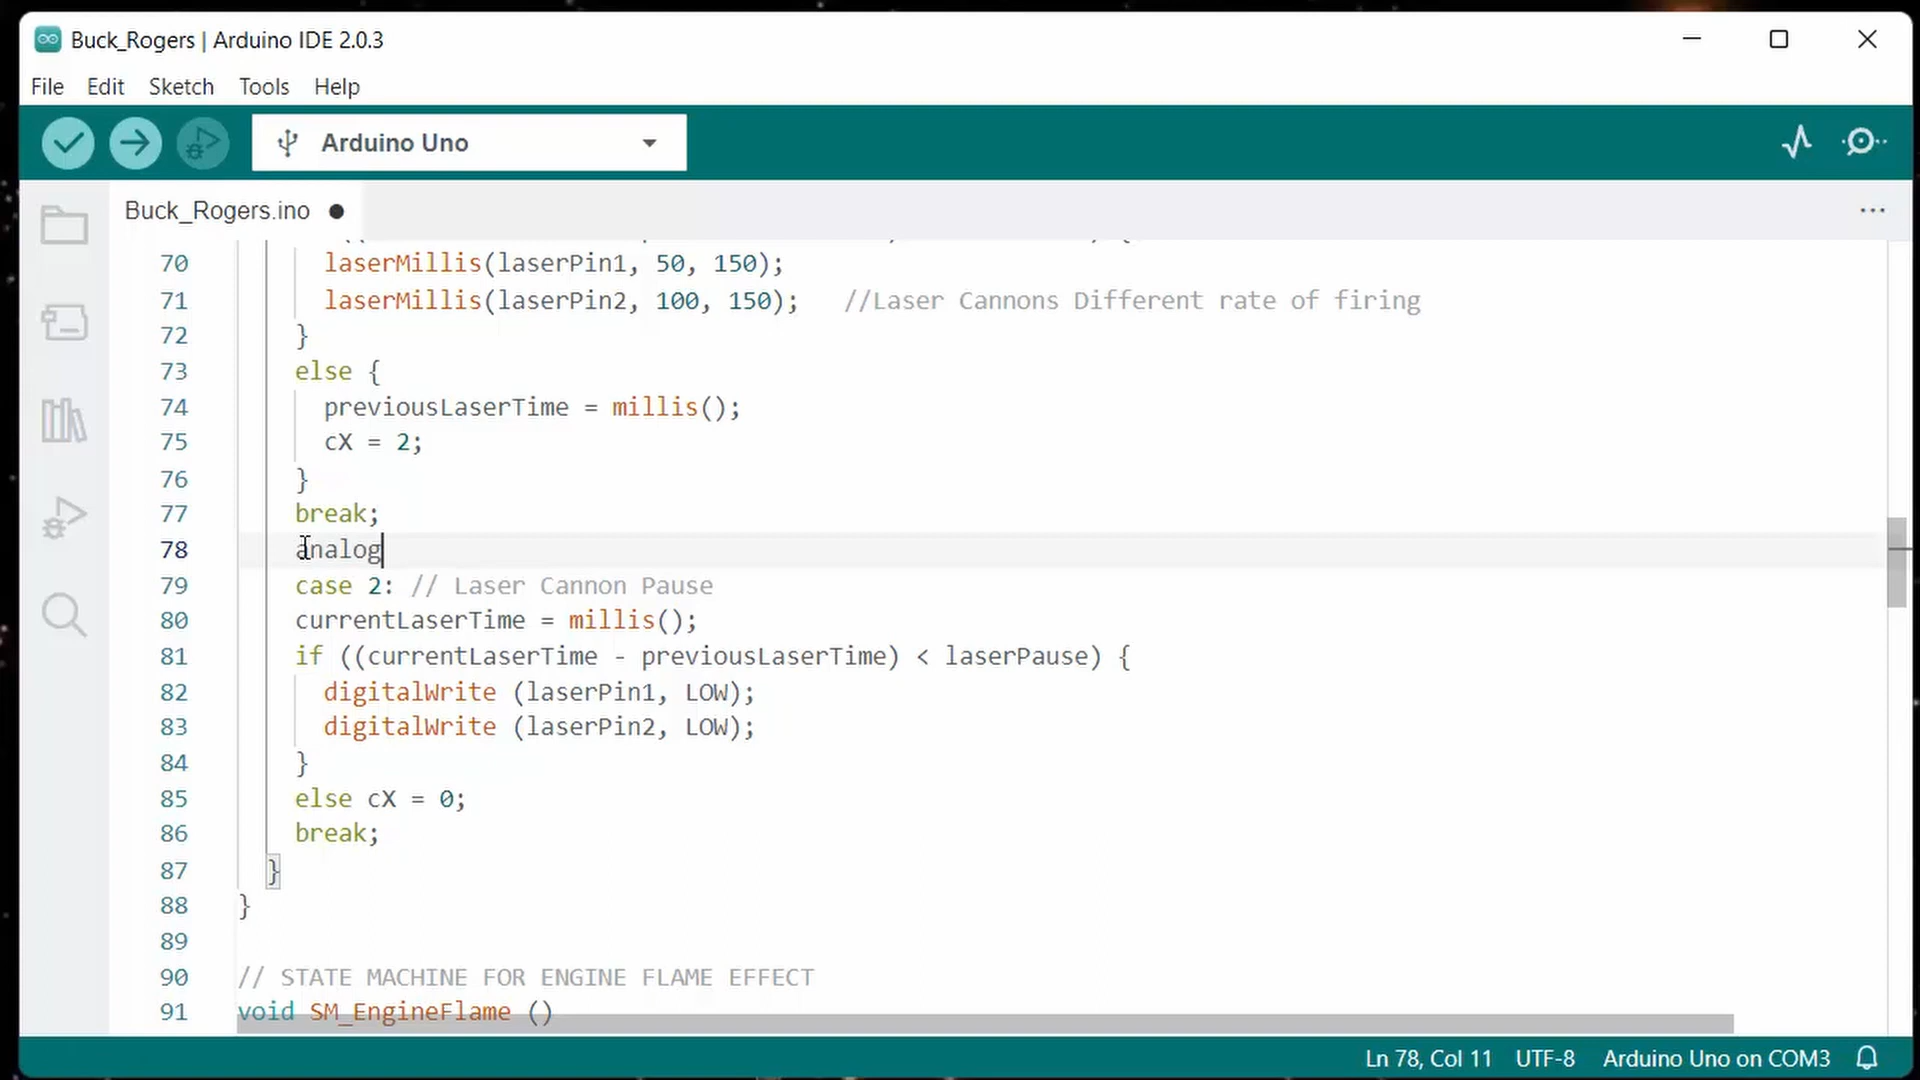 Buck_Rogers | Arduino IDE 2.0.3
File Edit Sketch Tools Help
Arduino Uno
Buck_Rogers.ino
70 laserMillis(laserPin1, 50, 150);
71 laserMillis(laserPin2, 100, 150); //Laser Cannons Different rate of firing
72 }
73 else {
74 previousLaserTime = millis();
75 cX = 2;
76 }
77 break;
78 analog
79 case 2: // Laser Cannon Pause
80 currentLaserTime = millis();
81 if ((currentLaserTime - previousLaserTime) < laserPause) {
82 digitalWrite (laserPin1, LOW);
83 digitalWrite (laserPin2, LOW);
84 }
85 else cX = 0;
86 break;
87 }
88 }
89
90 // STATE MACHINE FOR ENGINE FLAME EFFECT
91 void SM_EngineFlame ()
Ln 78, Col 11 UTF-8 Arduino Uno on COM3